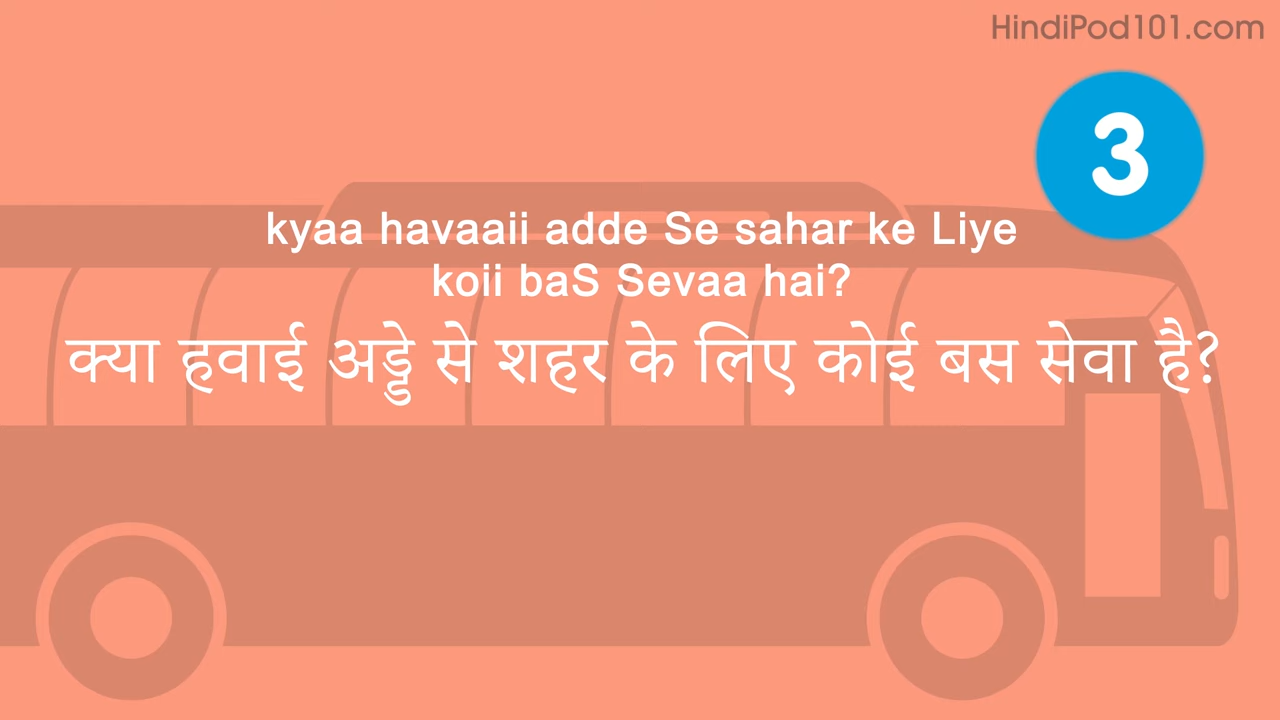 HindiPod101.com
3
kyaa havaaii adde Se sahar ke Liye
koii baS Sevaa hai?
क्या हवाई अड्डे से शहर के लिए कोई बस सेवा है?